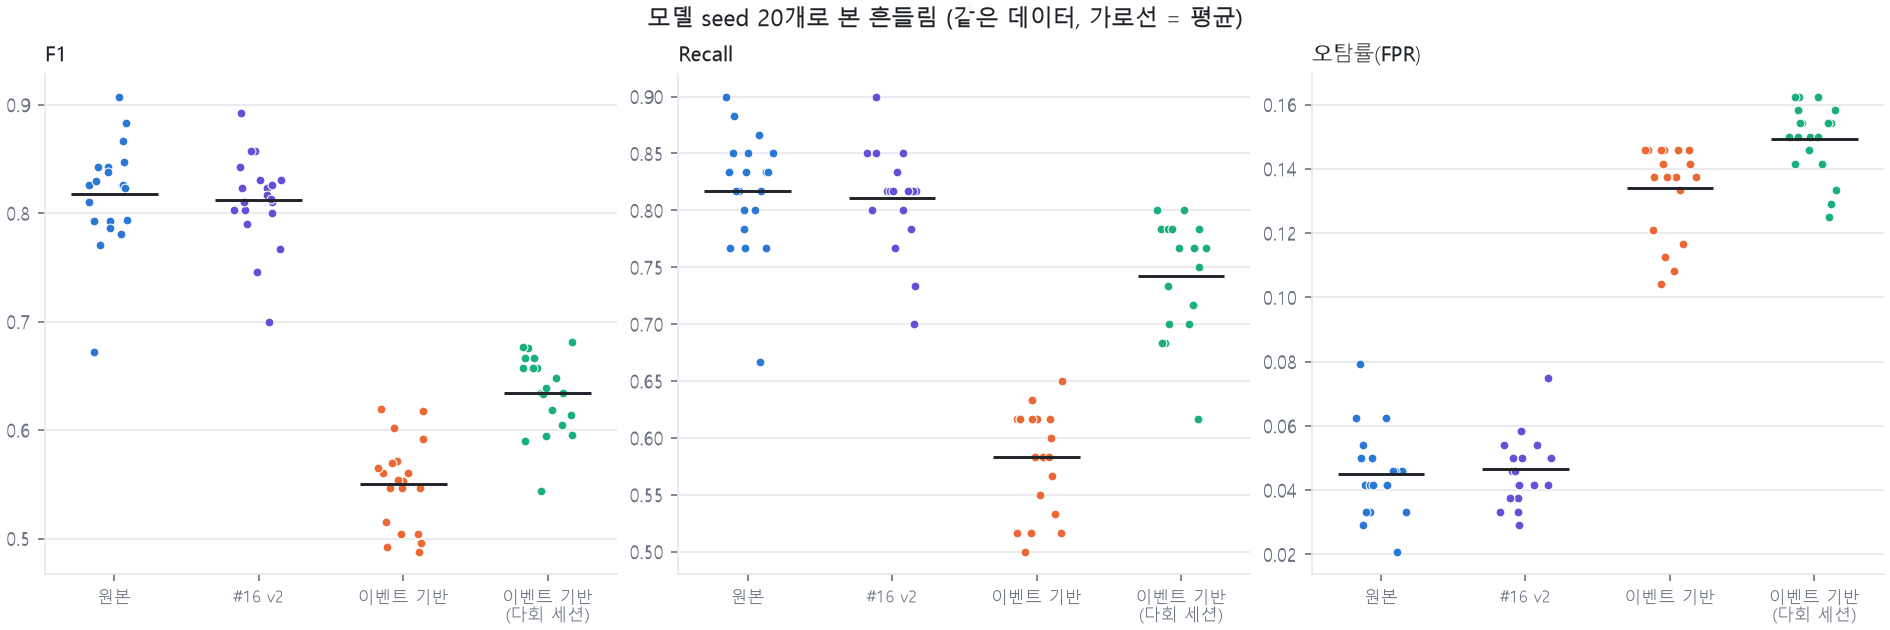 모델 seed 20개로 본 흔들림 (같은 데이터, 가로선 = 평균)
F1
0.9
0.8
0.7
0.6
0.5
원본
#16 v2
이벤트 기반
이벤트 기반
(다회 세션)
Recall
0.90
0.85
0.80
0.75
0.70
0.65
0.60
0.55
0.50
원본
#16 v2
이벤트 기반
이벤트 기반
(다회 세션)
오탐률(FPR)
0.16
0.14
0.12
0.10
0.08
0.06
0.04
0.02
원본
#16 v2
이벤트 기반
이벤트 기반
(다회 세션)